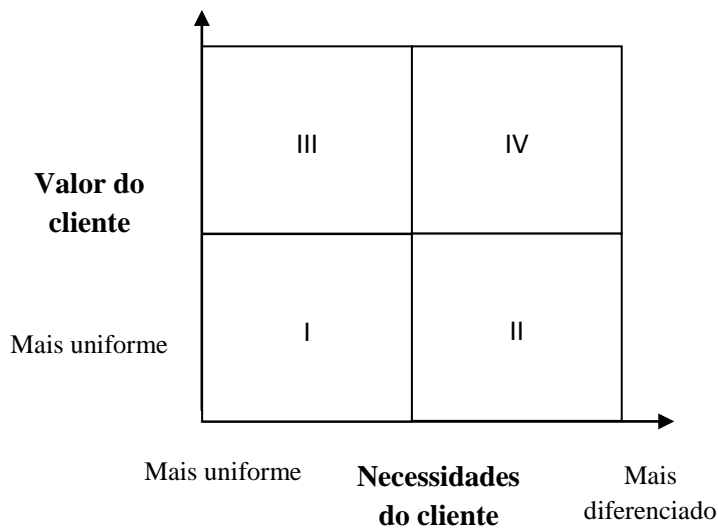 III
IV
Valor do
cliente
I
II
Mais uniforme
Mais uniforme
Necessidades
do cliente
Mais
diferenciado